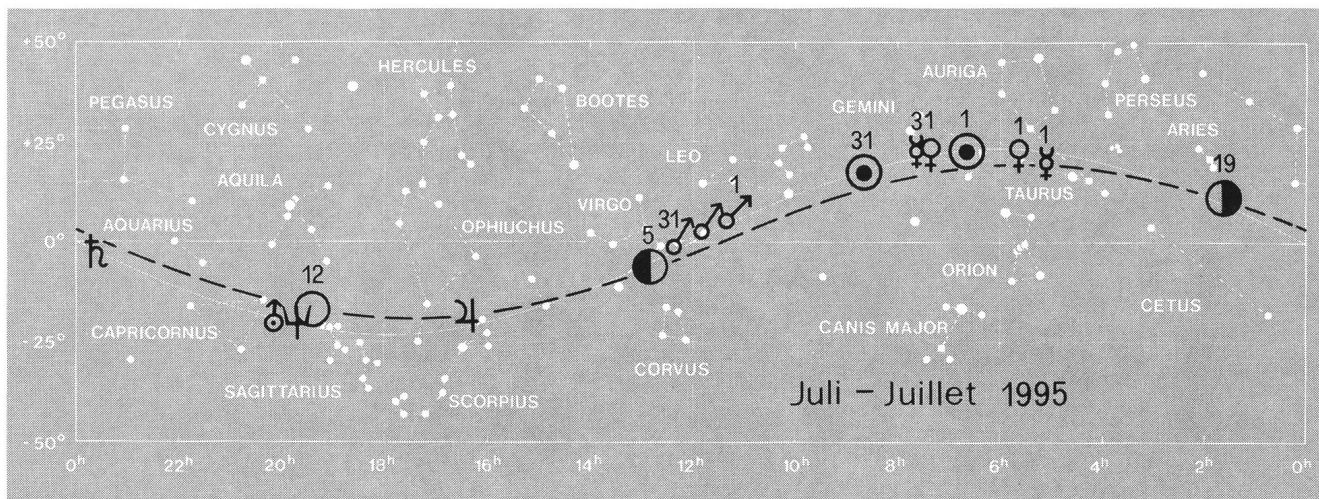 +50°
HERCULES
AURIGA
PEGASUS
BOOTES
GEMINI
PERSEUS
CYGNUS
31
1
1
1
ARIES
+25°
31
LEO
19
AQUILA
1
TAURUS
VIRGO
31
AQUARIUS
OPHIUCHUS
5
0°
ORION
12
CETUS
CAPRICORNUS
CANIS MAJOR
-25°
CORVUS
SAGITTARIUS
SCORPIUS
Juli – Juillet 1995
-50°
0h 22h 20h 18h 16h 14h 12h 10h 8h 6h 4h 2h 0h